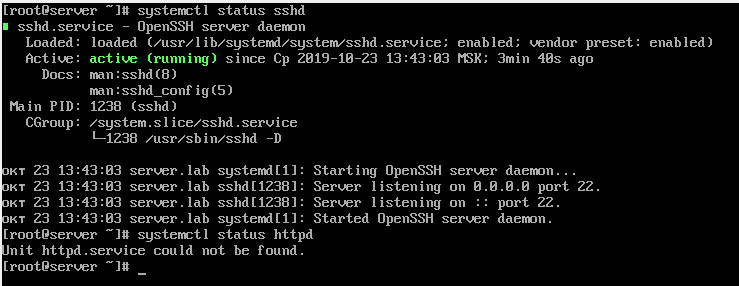 [root@server ~]# systemctl status sshd
● sshd.service - OpenSSH server daemon
Loaded: loaded (/usr/lib/systemd/system/sshd.service; enabled; vendor preset: enabled)
Active: active (running) since Ср 2019-10-23 13:43:03 MSK; 3min 40s ago
Docs: man:sshd(8)
man:sshd_config(5)
Main PID: 1238 (sshd)
CGroup: /system.slice/sshd.service
└─1238 /usr/sbin/sshd -D
окт 23 13:43:03 server.lab systemd[1]: Starting OpenSSH server daemon...
окт 23 13:43:03 server.lab sshd[1238]: Server listening on 0.0.0.0 port 22.
окт 23 13:43:03 server.lab sshd[1238]: Server listening on :: port 22.
окт 23 13:43:03 server.lab systemd[1]: Started OpenSSH server daemon.
[root@server ~]# systemctl status httpd
Unit httpd.service could not be found.
[root@server ~]# _